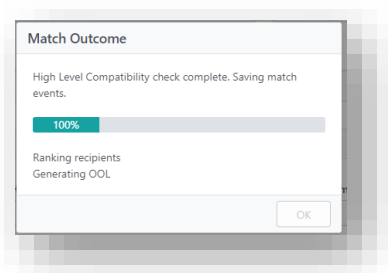 Match Outcome
High Level Compatibility check complete. Saving match
events.
100%
Ranking recipients
Generating OOL
OK